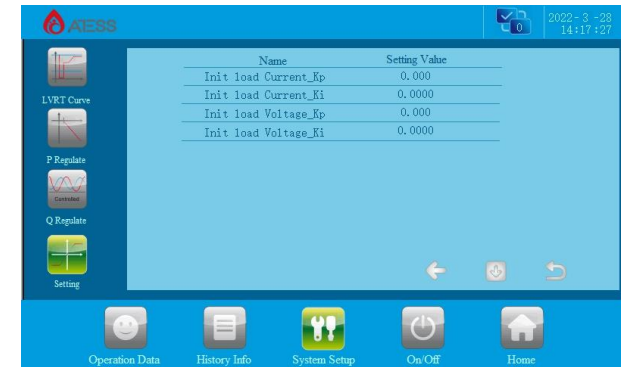 AESS
0
2022-3-28
14:17:27
Name Setting Value
Init load Current_Kp 0.000
Init load Current_Ki 0.0000
Init load Voltage_Kp 0.000
Init load Voltage_Ki 0.0000
LVRT Curve
P Regulate
Controlled
Q Regulate
Setting
Operation Data History Info System Setup On/Off Home